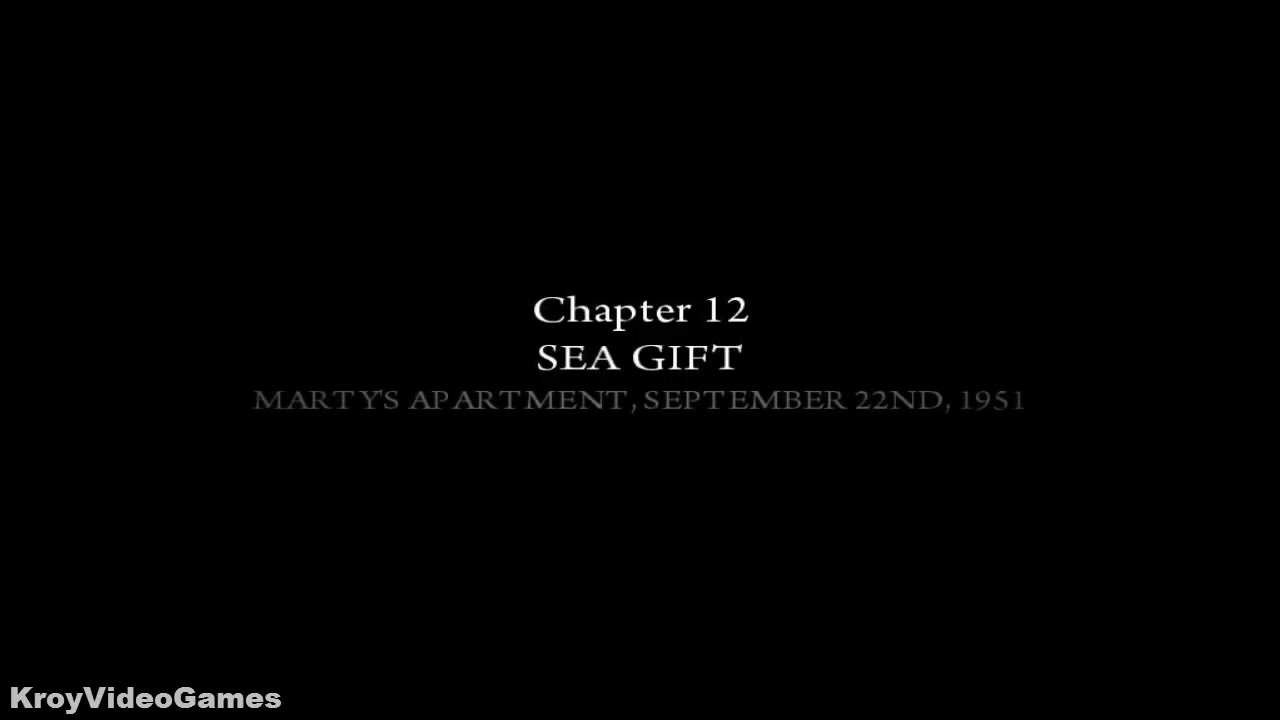 Chapter 12
SEA GIFT
MARTY'S APARTMENT, SEPTEMBER 22ND, 1951
KroyVideoGames